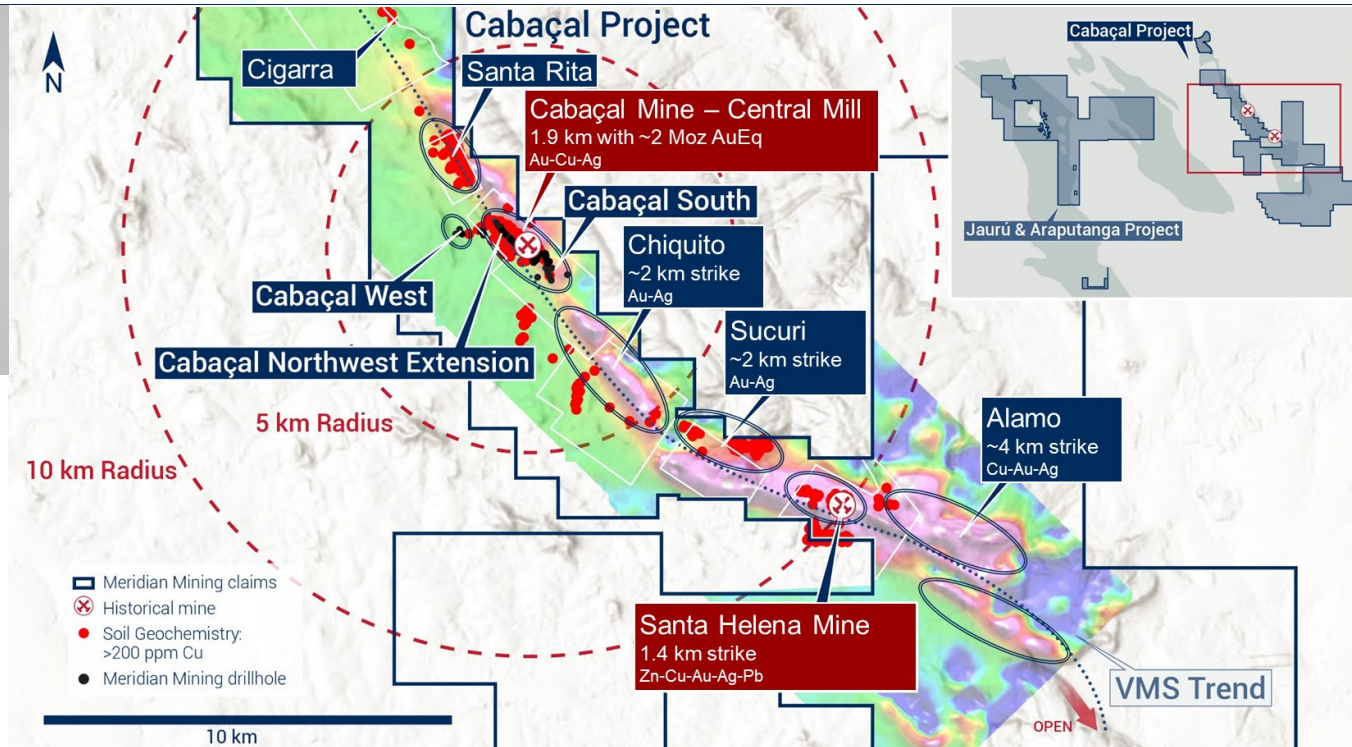 Cabaçal Project
N
Cigarra
Santa Rita
Cabaçal Mine – Central Mill
1.9 km with ~2 Moz AuEq
Au-Cu-Ag
Cabaçal South
Chiquito
~2 km strike
Au-Ag
Cabaçal West
Cabaçal Northwest Extension
Sucuri
~2 km strike
Au-Ag
5 km Radius
10 km Radius
Alamo
~4 km strike
Cu-Au-Ag
Santa Helena Mine
1.4 km strike
Zn-Cu-Au-Ag-Pb
VMS Trend
OPEN
Meridian Mining claims
Historical mine
Soil Geochemistry:
>200 ppm Cu
Meridian Mining drillhole
10 km
Cabaçal Project
Jaurú & Araputanga Project